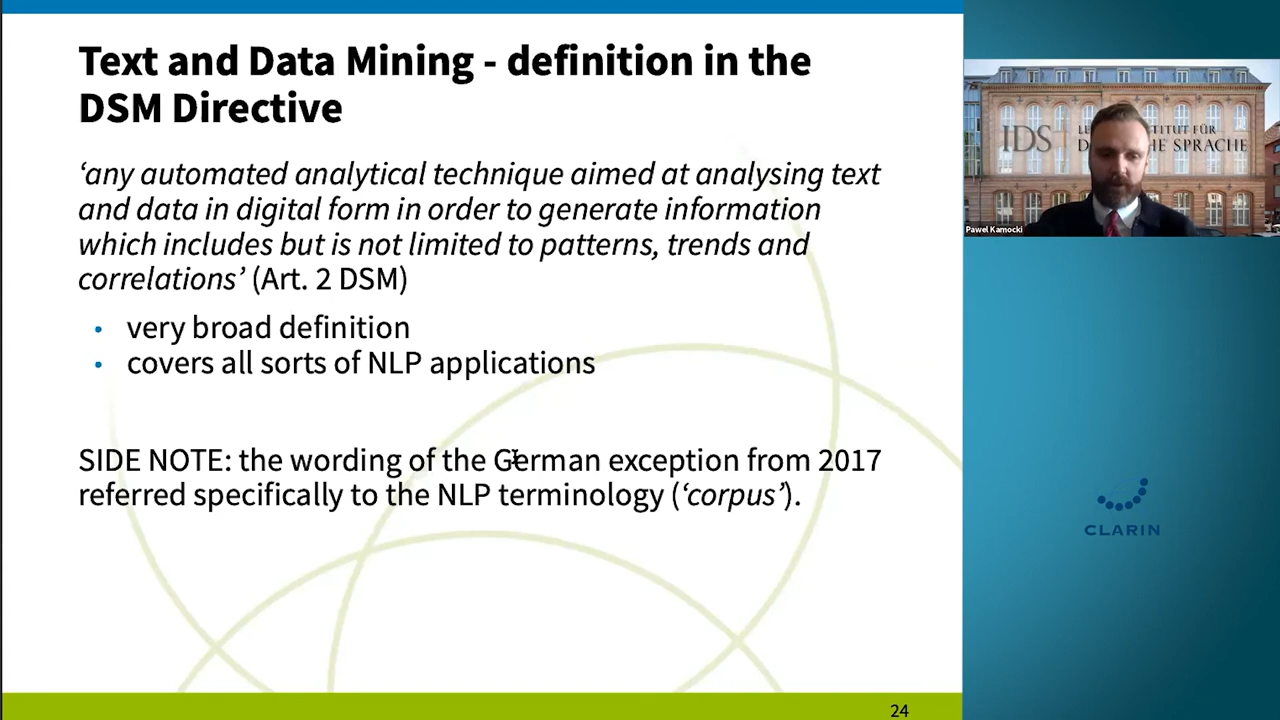 Text and Data Mining - definition in the
DSM Directive
‘any automated analytical technique aimed at analysing text
and data in digital form in order to generate information
which includes but is not limited to patterns, trends and
correlations’ (Art. 2 DSM)
• very broad definition
• covers all sorts of NLP applications
SIDE NOTE: the wording of the German exception from 2017
referred specifically to the NLP terminology (‘corpus’).
24
IDS
ITUT FÜR
HE SPRACHE
Pawel Kamocki
CLARIN